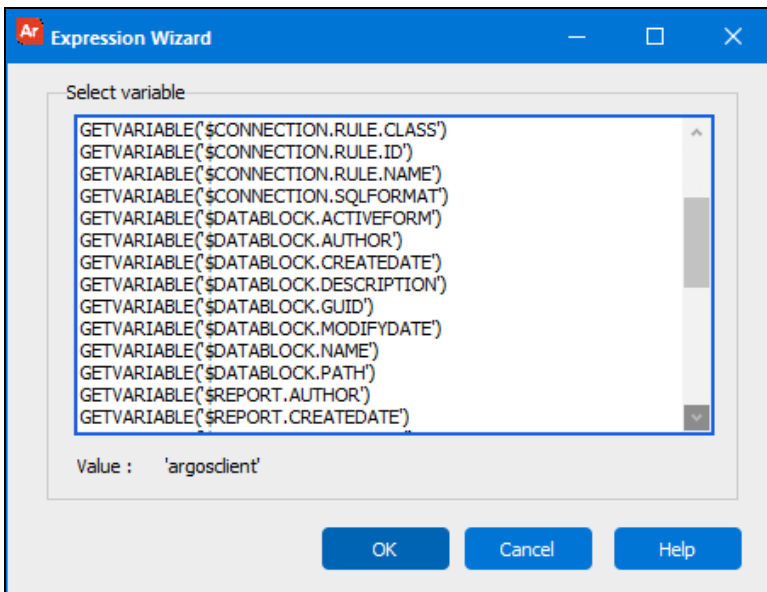 Ar Expression Wizard
Select variable
GETVARIABLE('$CONNECTION.RULE.CLASS')
GETVARIABLE('$CONNECTION.RULE.ID')
GETVARIABLE('$CONNECTION.RULE.NAME')
GETVARIABLE('$CONNECTION.SQLFORMAT')
GETVARIABLE('$DATABLOCK.ACTIVEFORM')
GETVARIABLE('$DATABLOCK.AUTHOR')
GETVARIABLE('$DATABLOCK.CREATEDATE')
GETVARIABLE('$DATABLOCK.DESCRIPTION')
GETVARIABLE('$DATABLOCK.GUID')
GETVARIABLE('$DATABLOCK.MODIFYDATE')
GETVARIABLE('$DATABLOCK.NAME')
GETVARIABLE('$DATABLOCK.PATH')
GETVARIABLE('$REPORT.AUTHOR')
GETVARIABLE('$REPORT.CREATEDATE')
Value : 'argosclient'
OK Cancel Help